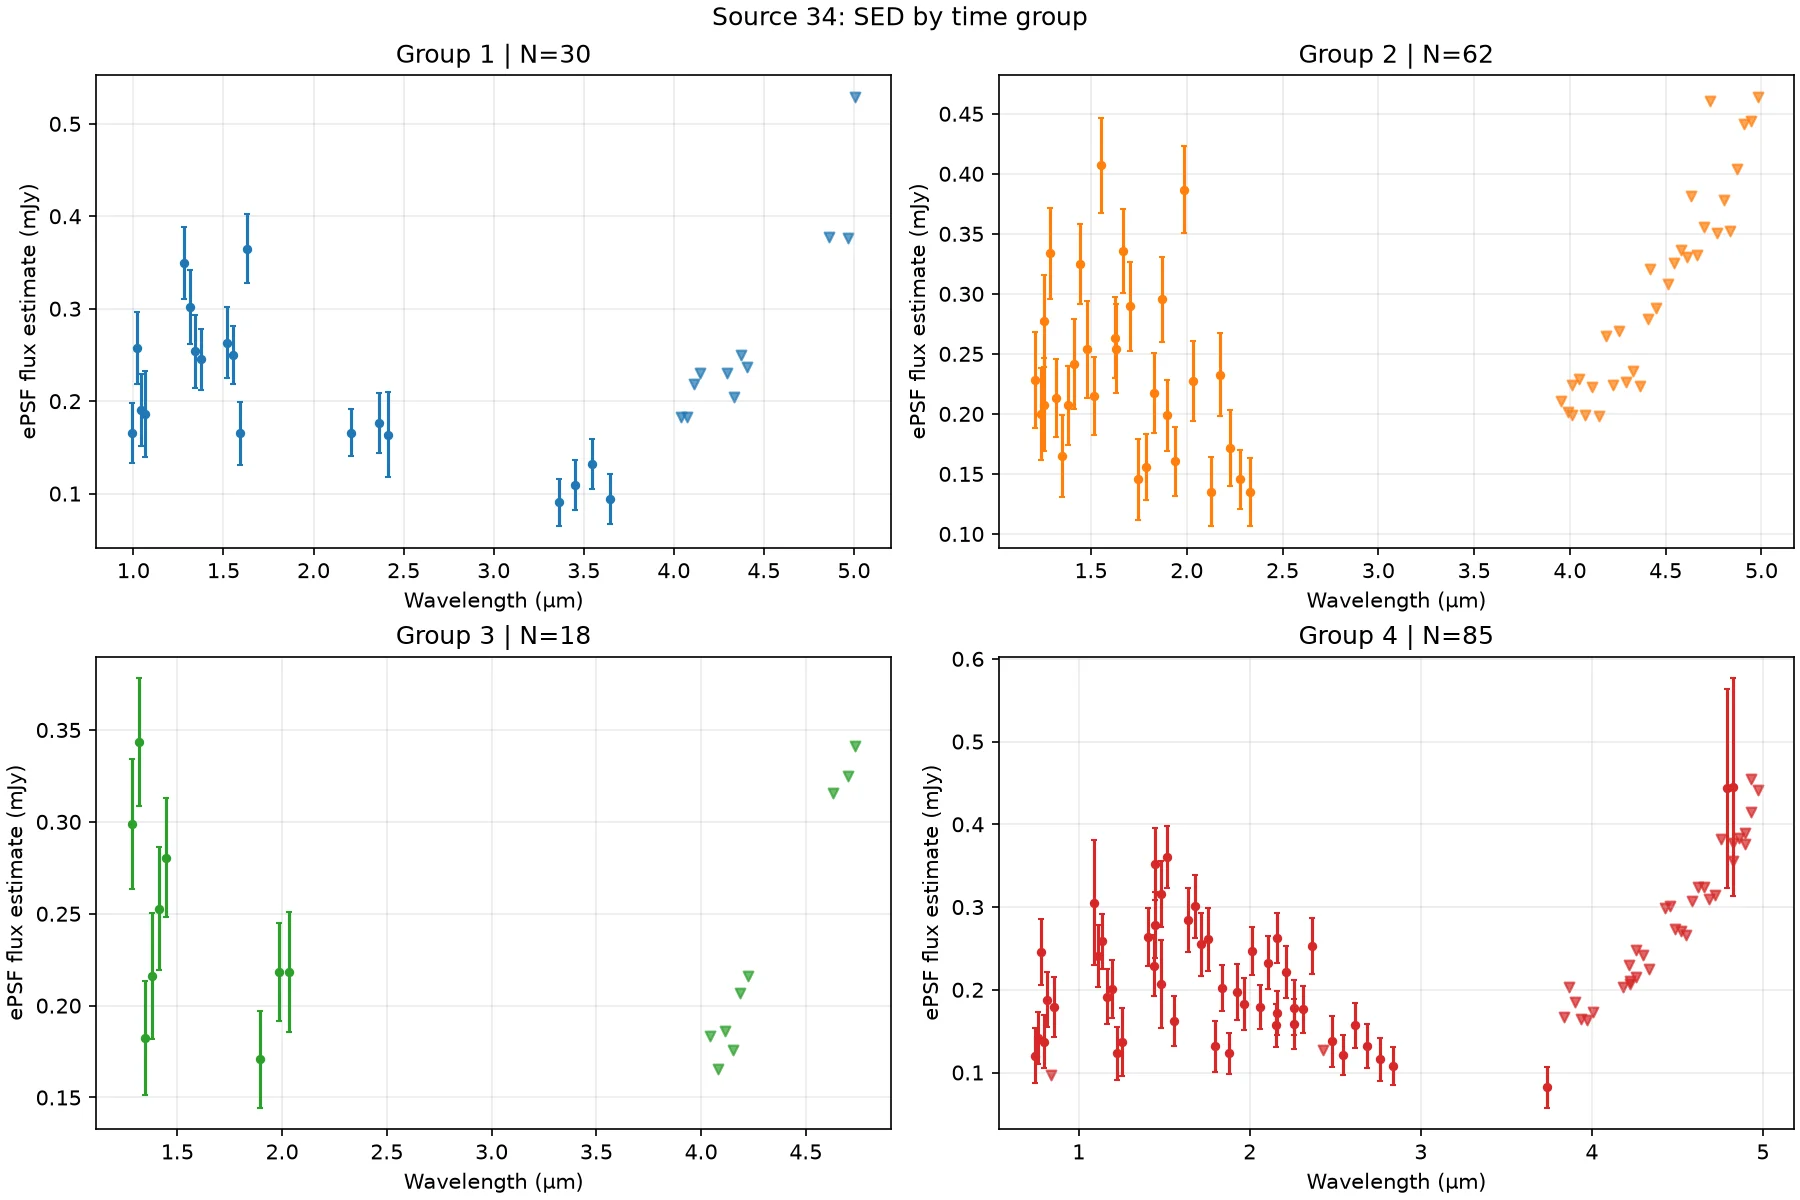 Source 34: SED by time group
Group 1 | N=30
ePSF flux estimate (mJy)
0.5
0.4
0.3
0.2
0.1
1.0 1.5 2.0 2.5 3.0 3.5 4.0 4.5 5.0
Wavelength (μm)
Group 2 | N=62
ePSF flux estimate (mJy)
0.45
0.40
0.35
0.30
0.25
0.20
0.15
0.10
1.5 2.0 2.5 3.0 3.5 4.0 4.5 5.0
Wavelength (μm)
Group 3 | N=18
ePSF flux estimate (mJy)
0.35
0.30
0.25
0.20
0.15
1.5 2.0 2.5 3.0 3.5 4.0 4.5
Wavelength (μm)
Group 4 | N=85
ePSF flux estimate (mJy)
0.6
0.5
0.4
0.3
0.2
0.1
1 2 3 4 5
Wavelength (μm)